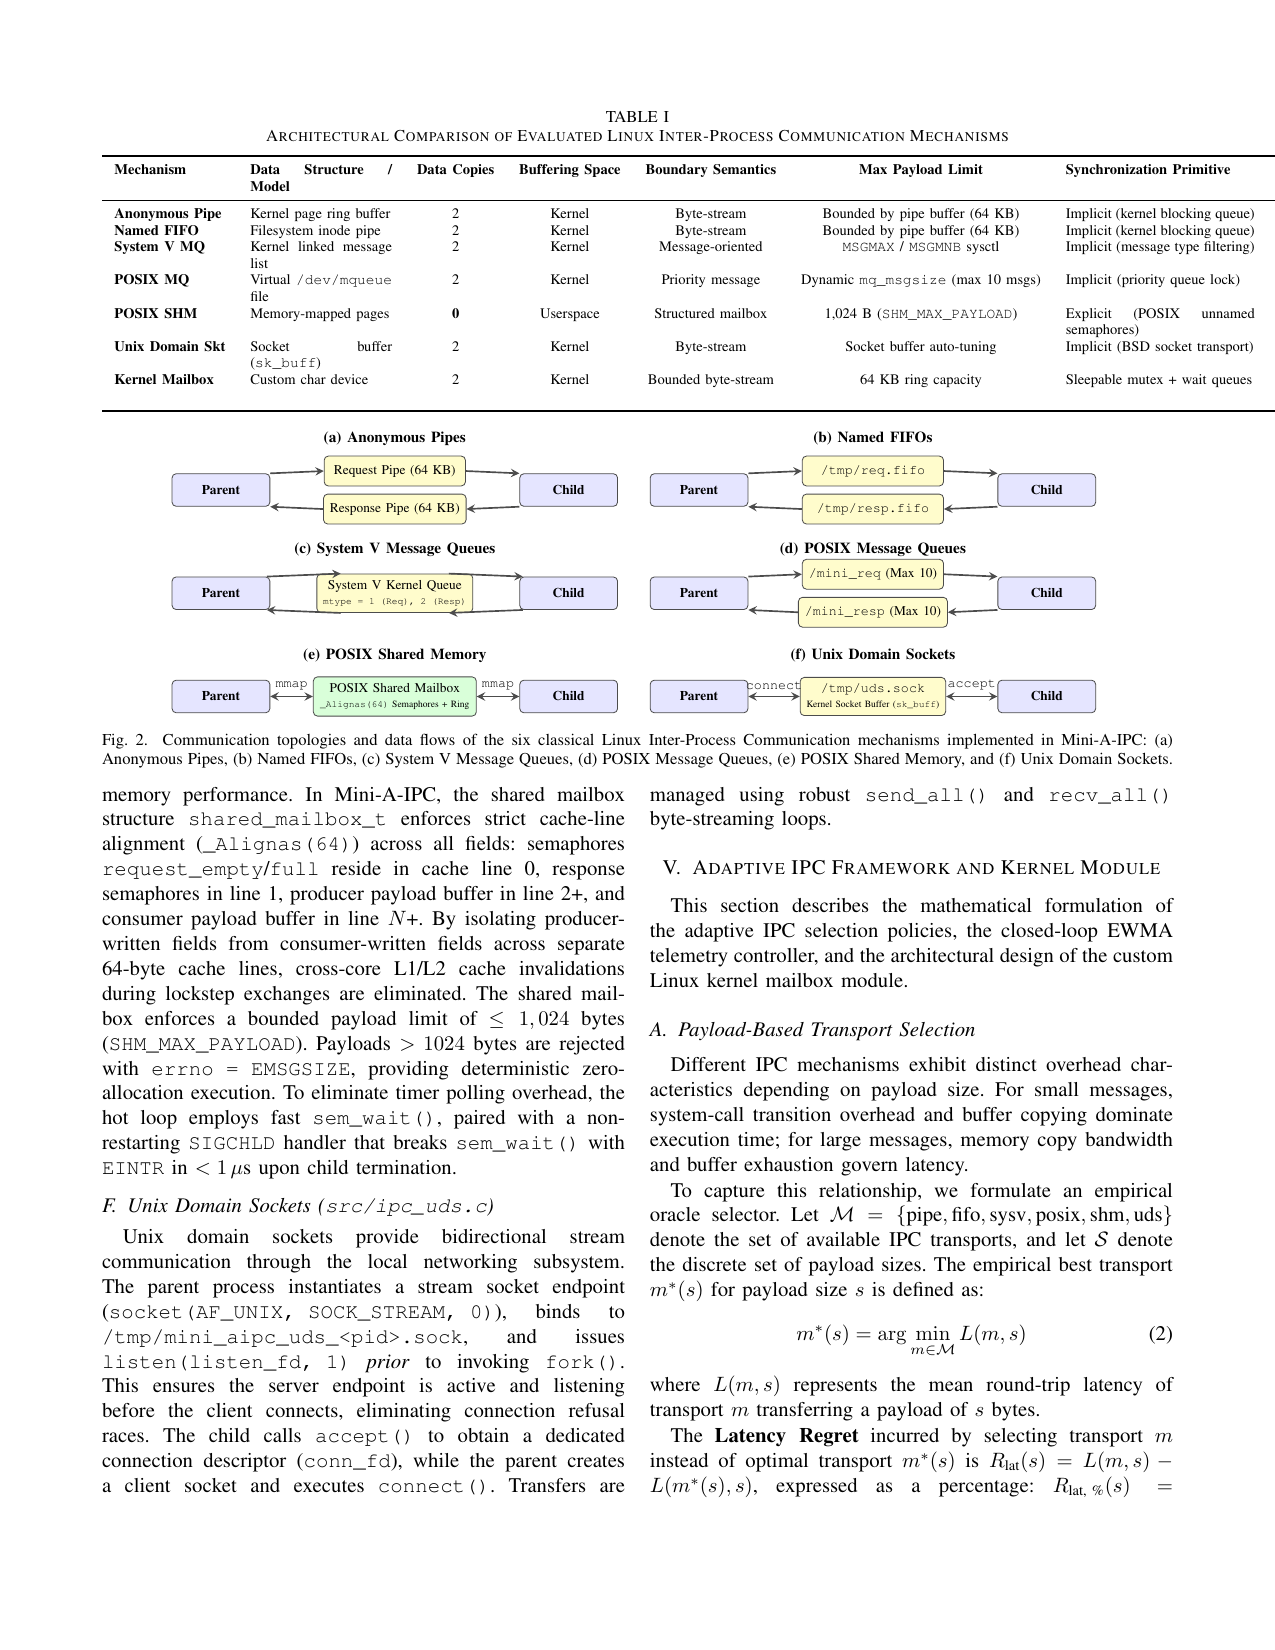 TABLE I
ARCHITECTURAL COMPARISON OF EVALUATED LINUX INTER-PROCESS COMMUNICATION MECHANISMS
Mechanism Data Structure / Model Data Copies Buffering Space Boundary Semantics Max Payload Limit Synchronization Primitive
Anonymous Pipe Kernel page ring buffer 2 Kernel Byte-stream Bounded by pipe buffer (64 KB) Implicit (kernel blocking queue)
Named FIFO Filesystem inode pipe 2 Kernel Byte-stream Bounded by pipe buffer (64 KB) Implicit (kernel blocking queue)
System V MQ Kernel linked message list 2 Kernel Message-oriented MSGMAX / MSGMNB sysctl Implicit (message type filtering)
POSIX MQ Virtual /dev/mqueue file 2 Kernel Priority message Dynamic mq_msgsize (max 10 msgs) Implicit (priority queue lock)
POSIX SHM Memory-mapped pages 0 Userspace Structured mailbox 1,024 B (SHM_MAX_PAYLOAD) Explicit (POSIX unnamed semaphores)
Unix Domain Skt Socket buffer (sk_buff) 2 Kernel Byte-stream Socket buffer auto-tuning Implicit (BSD socket transport)
Kernel Mailbox Custom char device 2 Kernel Bounded byte-stream 64 KB ring capacity Sleepable mutex + wait queues
(a) Anonymous Pipes
Parent
Request Pipe (64 KB)
Response Pipe (64 KB)
Child
(b) Named FIFOs
Parent
/tmp/req.fifo
/tmp/resp.fifo
Child
(c) System V Message Queues
Parent
System V Kernel Queue
mtype = 1 (Req), 2 (Resp)
Child
(d) POSIX Message Queues
Parent
/mini_req (Max 10)
/mini_resp (Max 10)
Child
(e) POSIX Shared Memory
Parent
mmap
POSIX Shared Mailbox
_Alignas(64) Semaphores + Ring
mmap
Child
(f) Unix Domain Sockets
Parent
connect
/tmp/uds.sock
Kernel Socket Buffer (sk_buff)
accept
Child
Fig. 2. Communication topologies and data flows of the six classical Linux Inter-Process Communication mechanisms implemented in Mini-A-IPC: (a)
Anonymous Pipes, (b) Named FIFOs, (c) System V Message Queues, (d) POSIX Message Queues, (e) POSIX Shared Memory, and (f) Unix Domain Sockets.
memory performance. In Mini-A-IPC, the shared mailbox
structure shared_mailbox_t enforces strict cache-line
alignment (_Alignas(64)) across all fields: semaphores
request_empty/full reside in cache line 0, response
semaphores in line 1, producer payload buffer in line 2+, and
consumer payload buffer in line N+. By isolating producer-
written fields from consumer-written fields across separate
64-byte cache lines, cross-core L1/L2 cache invalidations
during lockstep exchanges are eliminated. The shared mail-
box enforces a bounded payload limit of ≤ 1,024 bytes
(SHM_MAX_PAYLOAD). Payloads > 1024 bytes are rejected
with errno = EMSGSIZE, providing deterministic zero-
allocation execution. To eliminate timer polling overhead, the
hot loop employs fast sem_wait(), paired with a non-
restarting SIGCHLD handler that breaks sem_wait() with
EINTR in < 1 μs upon child termination.
F. Unix Domain Sockets (src/ipc_uds.c)
Unix domain sockets provide bidirectional stream
communication through the local networking subsystem.
The parent process instantiates a stream socket endpoint
(socket(AF_UNIX, SOCK_STREAM, 0)), binds to
/tmp/mini_aipc_uds_<pid>.sock, and issues
listen(listen_fd, 1) prior to invoking fork().
This ensures the server endpoint is active and listening
before the client connects, eliminating connection refusal
races. The child calls accept() to obtain a dedicated
connection descriptor (conn_fd), while the parent creates
a client socket and executes connect(). Transfers are
managed using robust send_all() and recv_all()
byte-streaming loops.
V. ADAPTIVE IPC FRAMEWORK AND KERNEL MODULE
This section describes the mathematical formulation of
the adaptive IPC selection policies, the closed-loop EWMA
telemetry controller, and the architectural design of the custom
Linux kernel mailbox module.
A. Payload-Based Transport Selection
Different IPC mechanisms exhibit distinct overhead char-
acteristics depending on payload size. For small messages,
system-call transition overhead and buffer copying dominate
execution time; for large messages, memory copy bandwidth
and buffer exhaustion govern latency.
To capture this relationship, we formulate an empirical
oracle selector. Let M = {pipe, fifo, sysv, posix, shm, uds}
denote the set of available IPC transports, and let S denote
the discrete set of payload sizes. The empirical best transport
m*(s) for payload size s is defined as:
m*(s) = arg min_{m∈M} L(m, s) (2)
where L(m, s) represents the mean round-trip latency of
transport m transferring a payload of s bytes.
The Latency Regret incurred by selecting transport m
instead of optimal transport m*(s) is R_lat(s) = L(m, s) −
L(m*(s), s), expressed as a percentage: R_lat, %(s) =